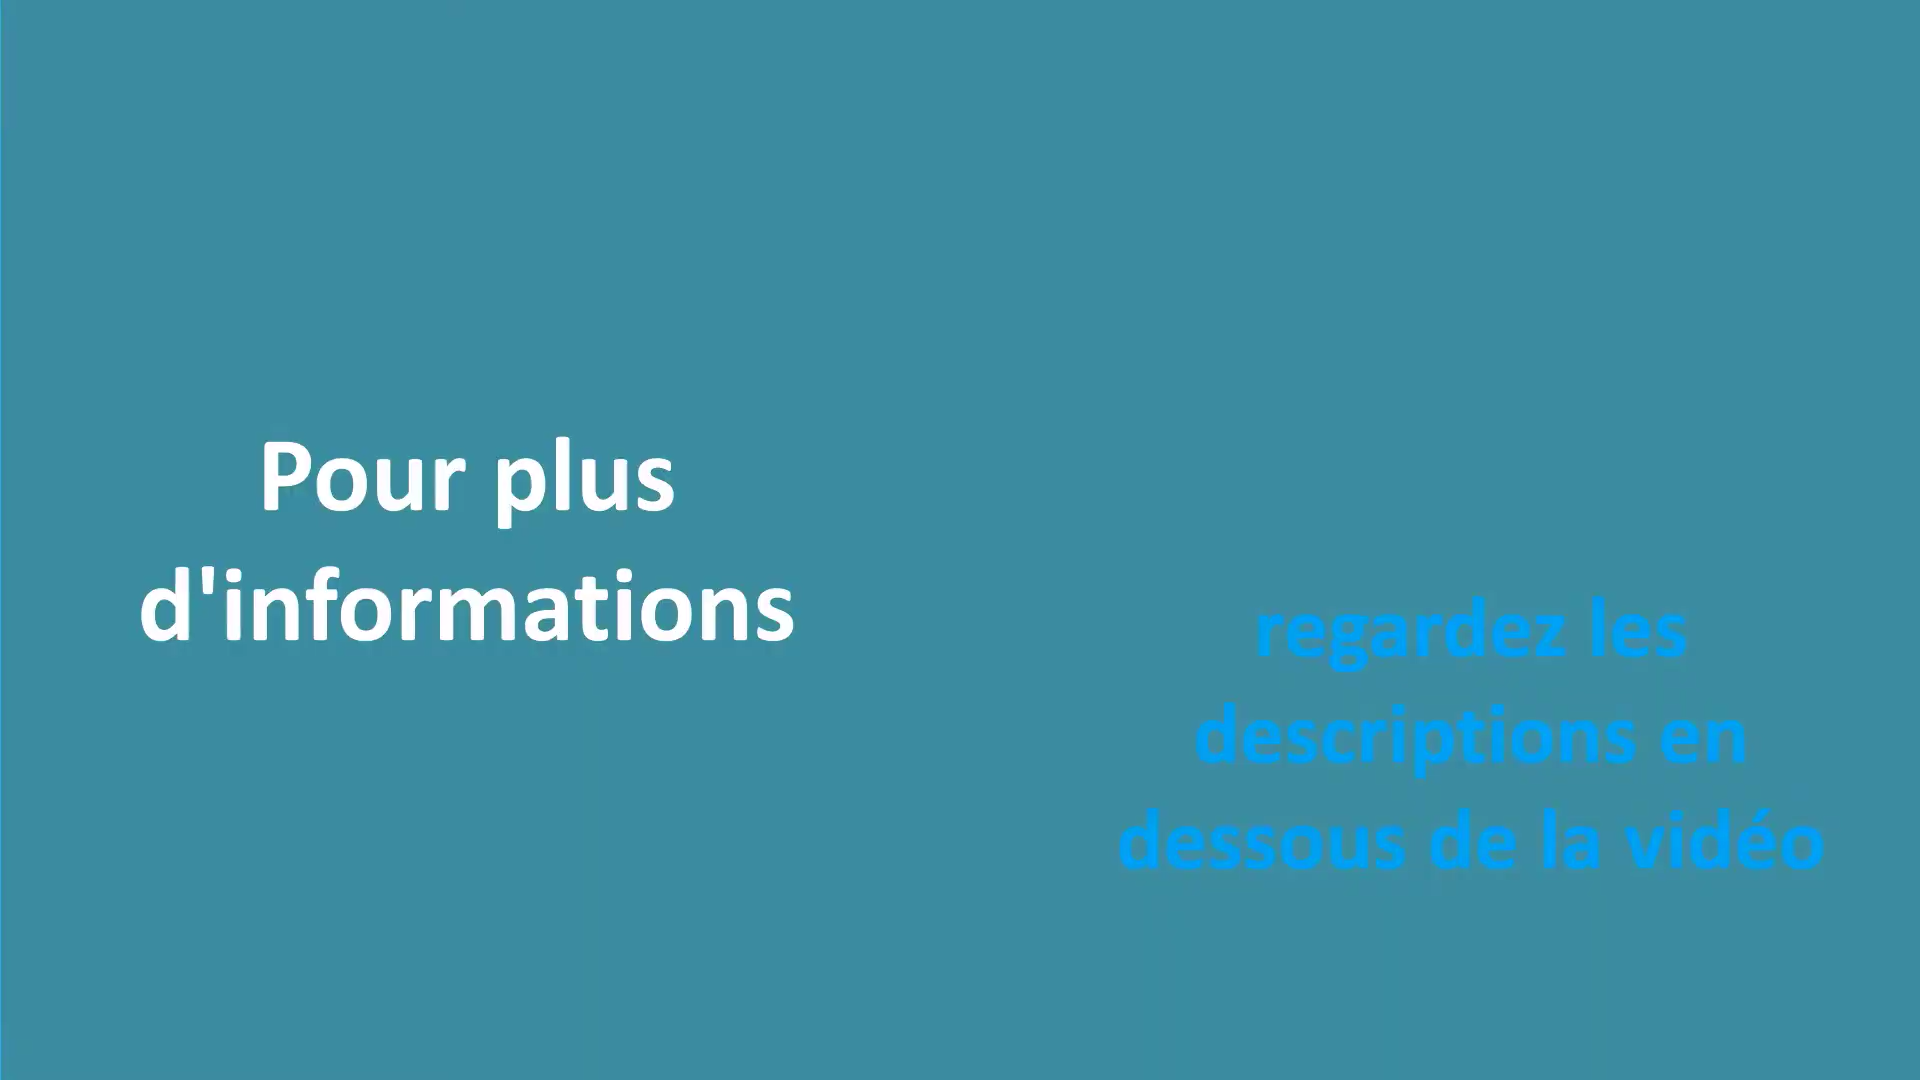 Pour plus
d'informations
regardez les
descriptions en
dessous de la vidéo